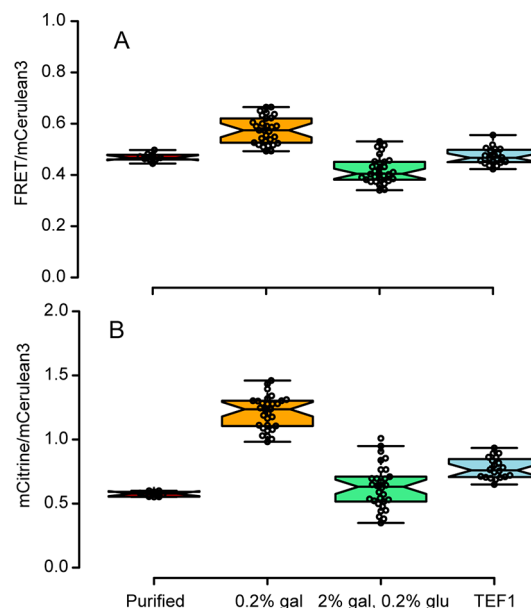 A
FRET/mCerulean3
1.0
0.8
0.6
0.4
0.2
0.0
B
mCitrine/mCerulean3
2.0
1.5
1.0
0.5
0.0
Purified 0.2% gal 2% gal, 0.2% glu TEF1